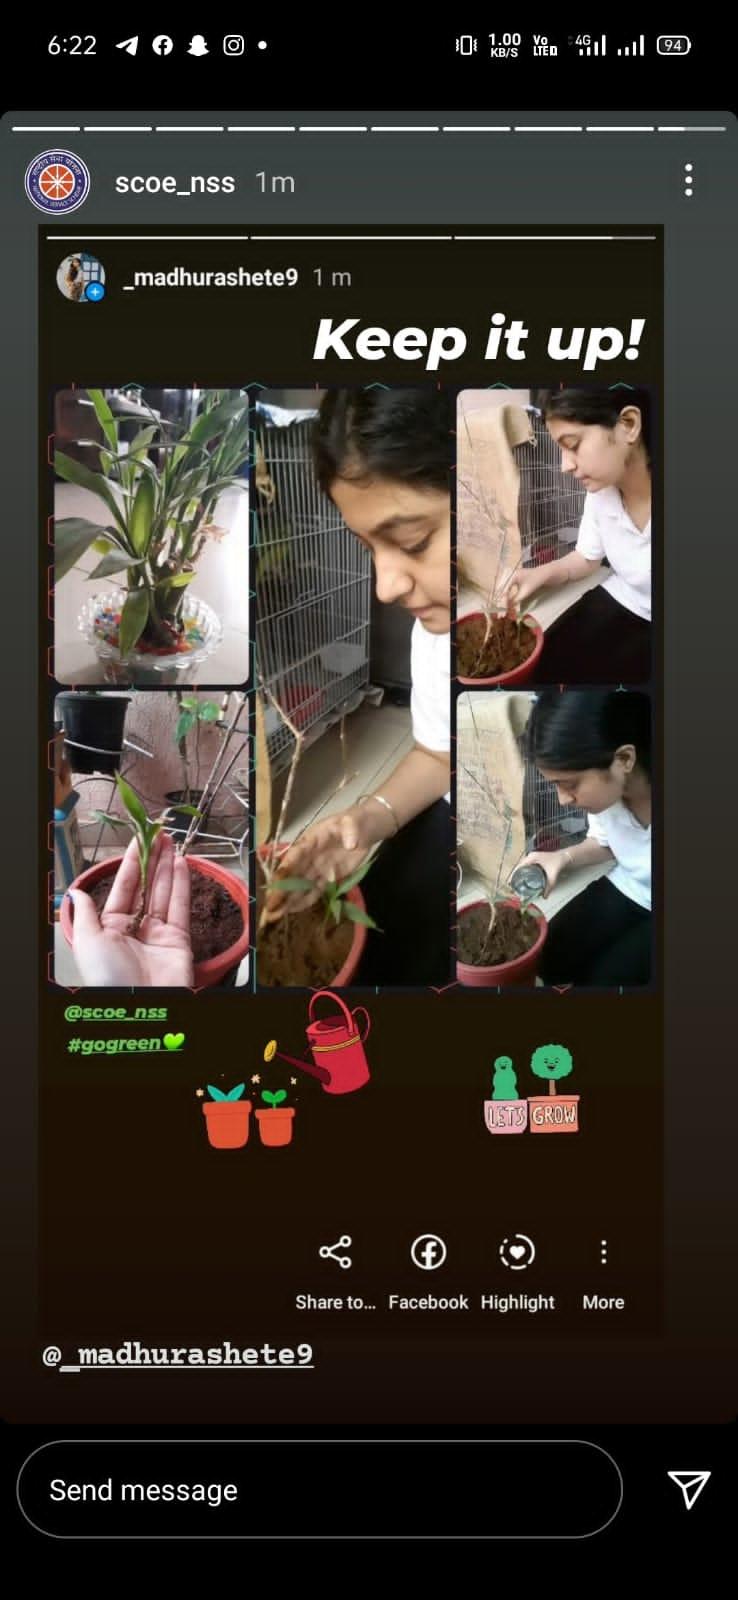 6:22
1.00
KB/S
Vo
LTED
4G
94
scoe_nss 1m
_madhurashete9 1 m
Keep it up!
@scoe_nss
#gogreen💚
LETS GROW
Share to... Facebook Highlight More
@_madhurashete9
Send message